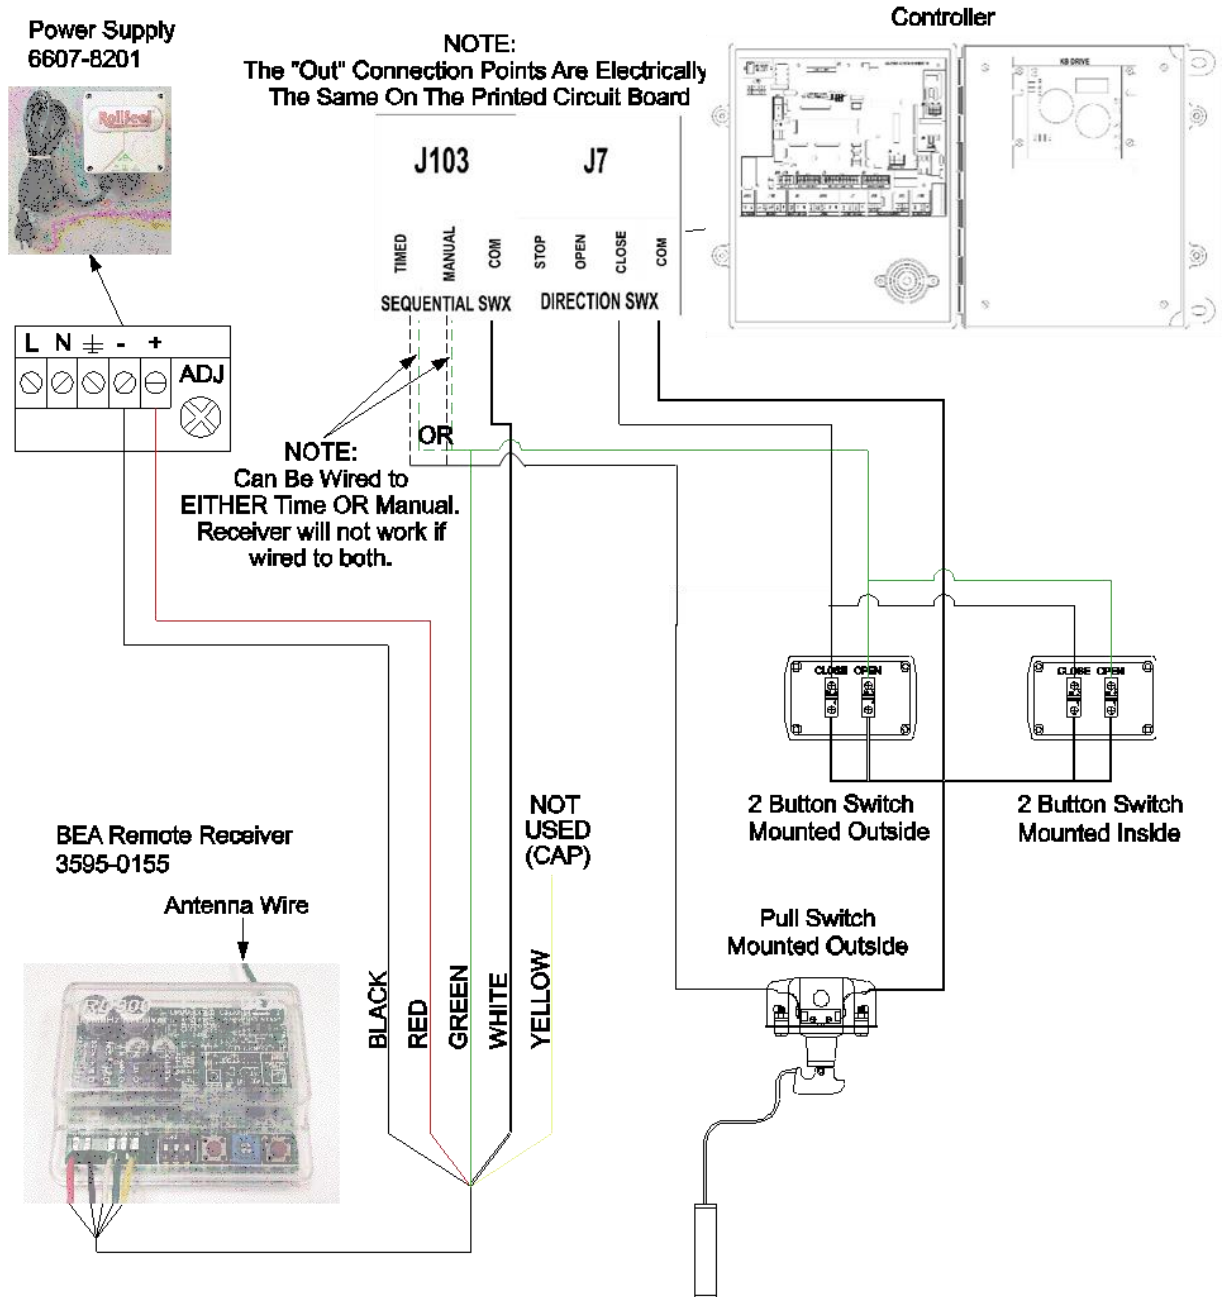 Controller
Power Supply
6607-8201
NOTE:
The "Out" Connection Points Are Electrically
The Same On The Printed Circuit Board
KB DRIVE
J103
J7
TIMED
MANUAL
COM
STOP
OPEN
CLOSE
COM
SEQUENTIAL SWX
DIRECTION SWX
L N - +
ADJ
OR
NOTE:
Can Be Wired to
EITHER Time OR Manual.
Receiver will not work if
wired to both.
CLOSE OPEN
CLOSE OPEN
2 Button Switch
Mounted Outside
2 Button Switch
Mounted Inside
NOT
USED
(CAP)
BEA Remote Receiver
3595-0155
Antenna Wire
Pull Switch
Mounted Outside
BLACK
RED
GREEN
WHITE
YELLOW